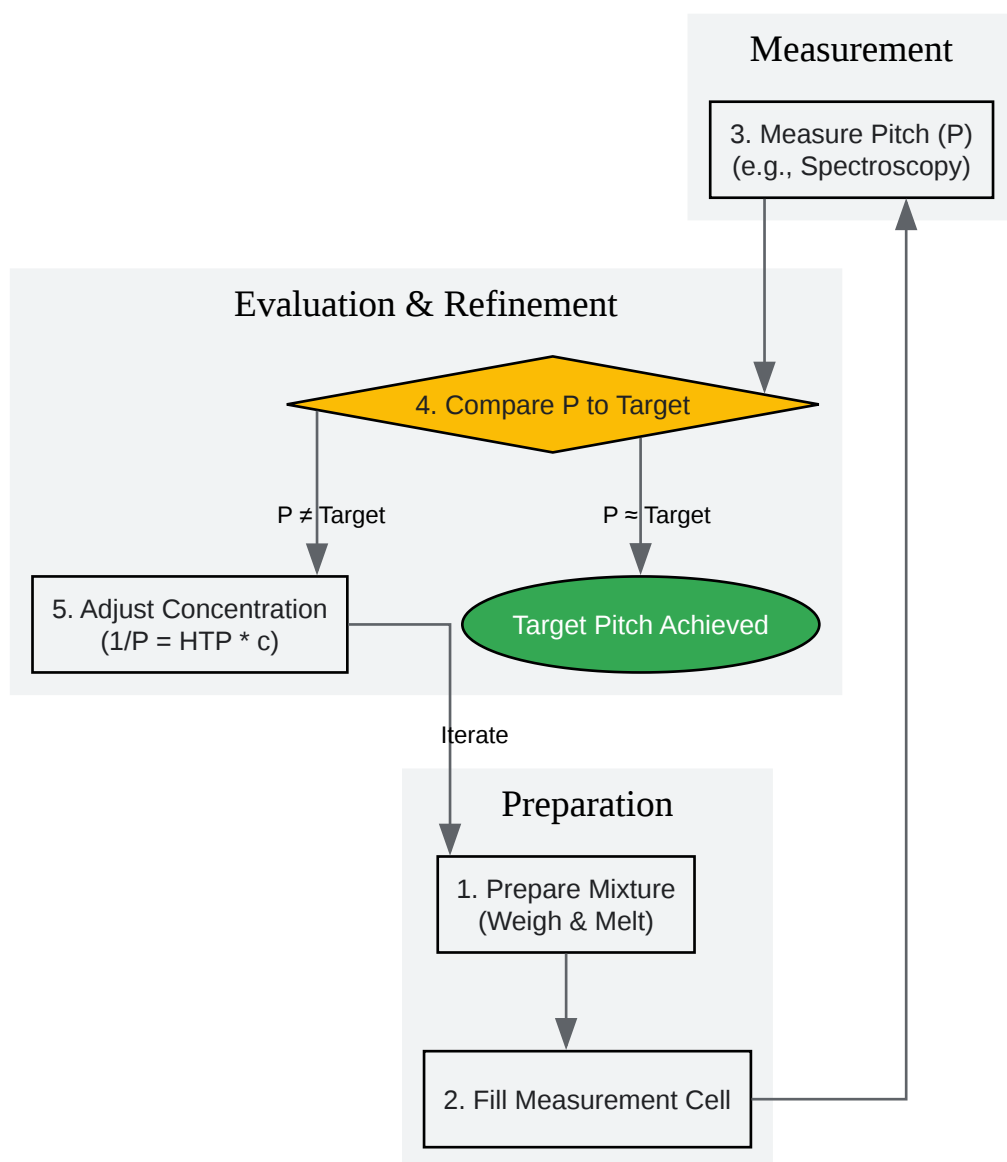 Measurement
3. Measure Pitch (P)
(e.g., Spectroscopy)
Evaluation & Refinement
4. Compare P to Target
P ≠ Target
P ≈ Target
5. Adjust Concentration
(1/P = HTP * c)
Target Pitch Achieved
Iterate
Preparation
1. Prepare Mixture
(Weigh & Melt)
2. Fill Measurement Cell